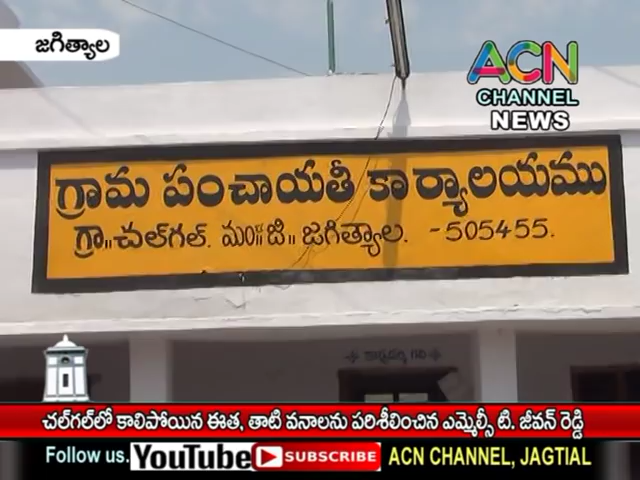 జగిత్యాల
ACN
CHANNEL
NEWS
గ్రామ పంచాయతీ కార్యాలయము
గ్రా॥చల్‌గల్. మం॥జి॥ జగిత్యాల. -505455.
చల్‌గల్‌లో కాలిపోయిన ఈత, తాటి వనాలను పరిశీలించిన ఎమ్మెల్సీ టి. జీవన్ రెడ్డి
Follow us. YouTube SUBSCRIBE ACN CHANNEL, JAGTIAL